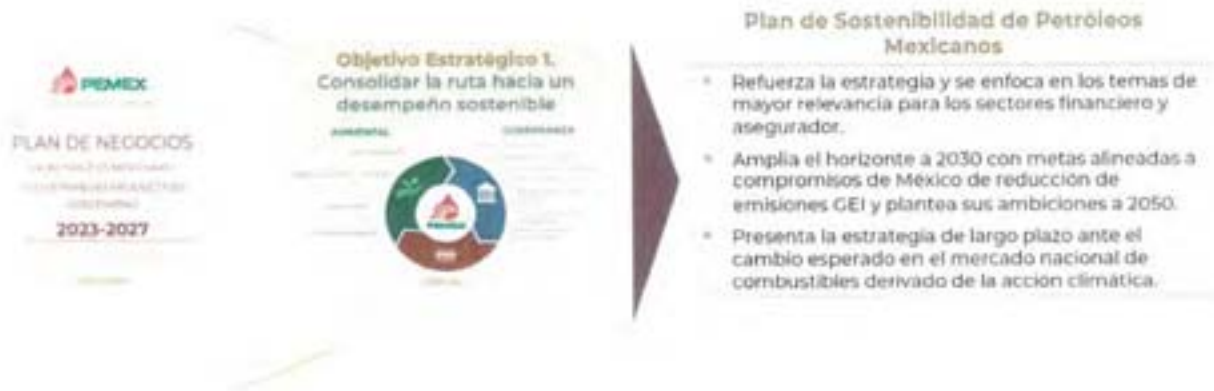 PEMEX
PLAN DE NEGOCIOS
2023-2027
Objetivo Estratégico 1.
Consolidar la ruta hacia un
desempeño sostenible
AMBIENTAL
GOBERNANZA
PEMEX
Plan de Sostenibilidad de Petróleos
Mexicanos
Refuerza la estrategia y se enfoca en los temas de
mayor relevancia para los sectores financiero y
asegurador.
Amplia el horizonte a 2030 con metas alineadas a
compromisos de México de reducción de
emisiones GEI y plantea sus ambiciones a 2050.
Presenta la estrategia de largo plazo ante el
cambio esperado en el mercado nacional de
combustibles derivado de la acción climática.